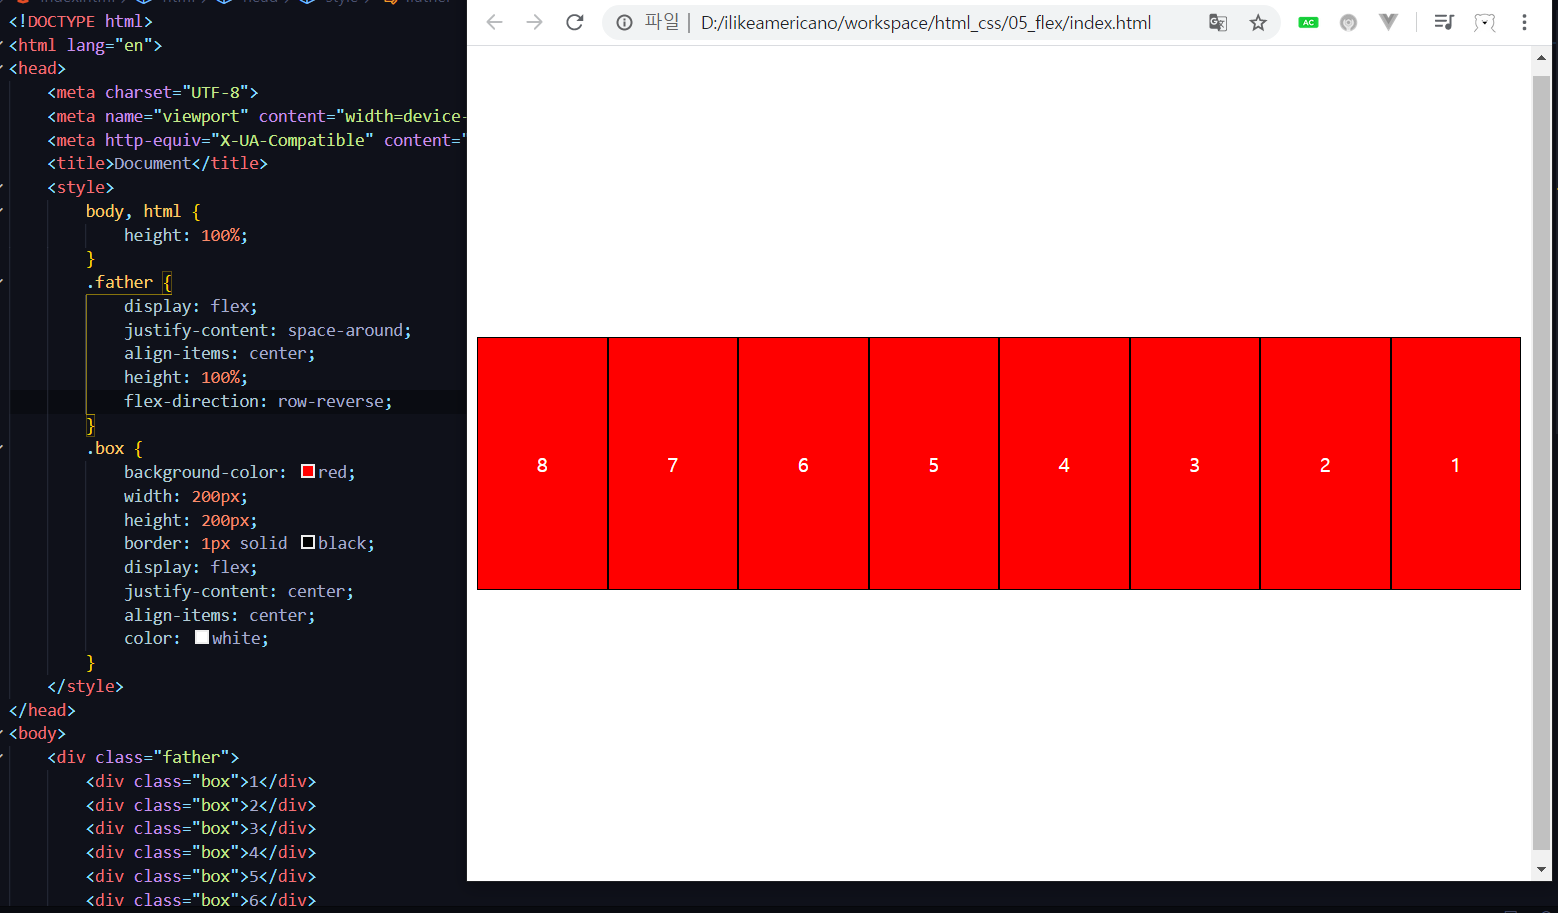 <!DOCTYPE html>
<html lang="en">
<head>
<meta charset="UTF-8">
<meta name="viewport" content="width=device-
<meta http-equiv="X-UA-Compatible" content="
<title>Document</title>
<style>
body, html {
height: 100%;
}
.father {
display: flex;
justify-content: space-around;
align-items: center;
height: 100%;
flex-direction: row-reverse;
}
.box {
background-color: red;
width: 200px;
height: 200px;
border: 1px solid black;
display: flex;
justify-content: center;
align-items: center;
color: white;
}
</style>
</head>
<body>
<div class="father">
<div class="box">1</div>
<div class="box">2</div>
<div class="box">3</div>
<div class="box">4</div>
<div class="box">5</div>
<div class="box">6</div>
파일 | D:/ilikeamericano/workspace/html_css/05_flex/index.html
AC
8 7 6 5 4 3 2 1